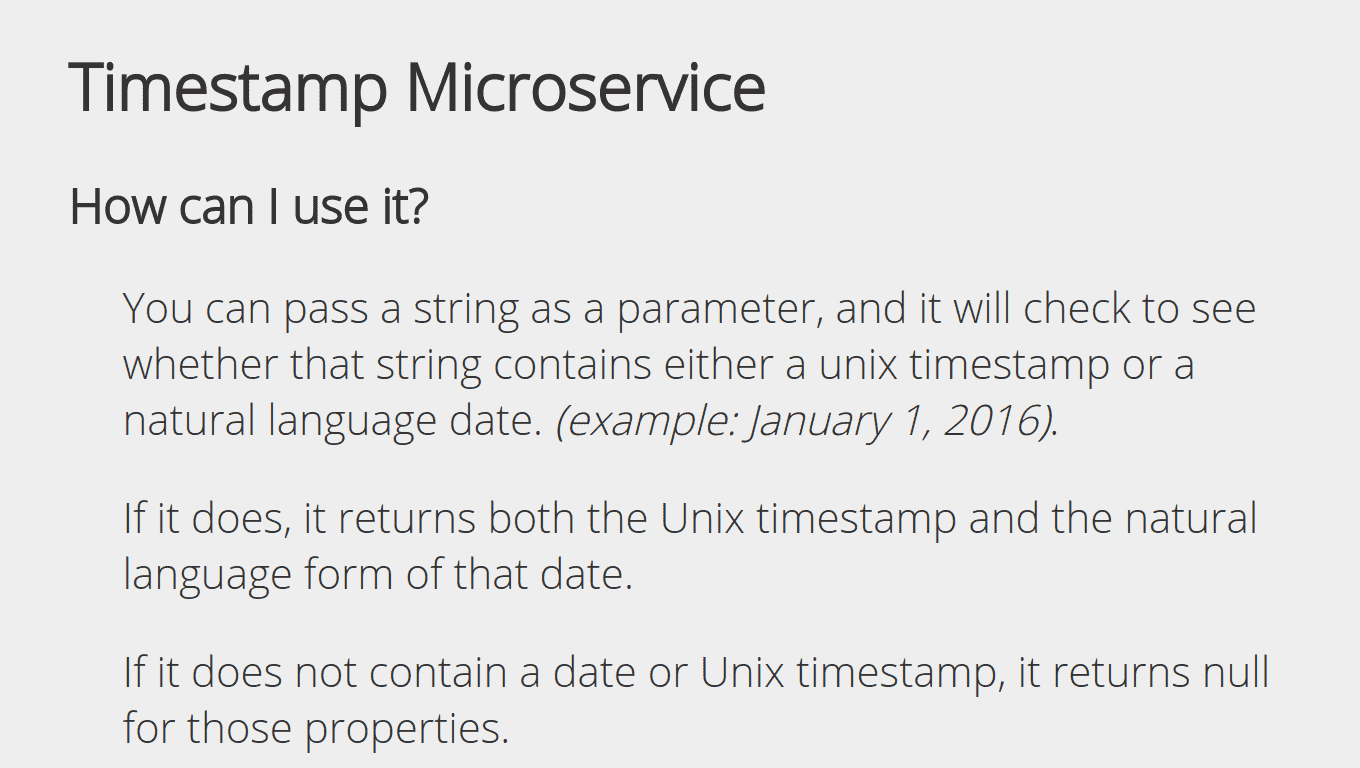 Timestamp Microservice
How can I use it?
You can pass a string as a parameter, and it will check to see
whether that string contains either a unix timestamp or a
natural language date. (example: January 1, 2016).
If it does, it returns both the Unix timestamp and the natural
language form of that date.
If it does not contain a date or Unix timestamp, it returns null
for those properties.